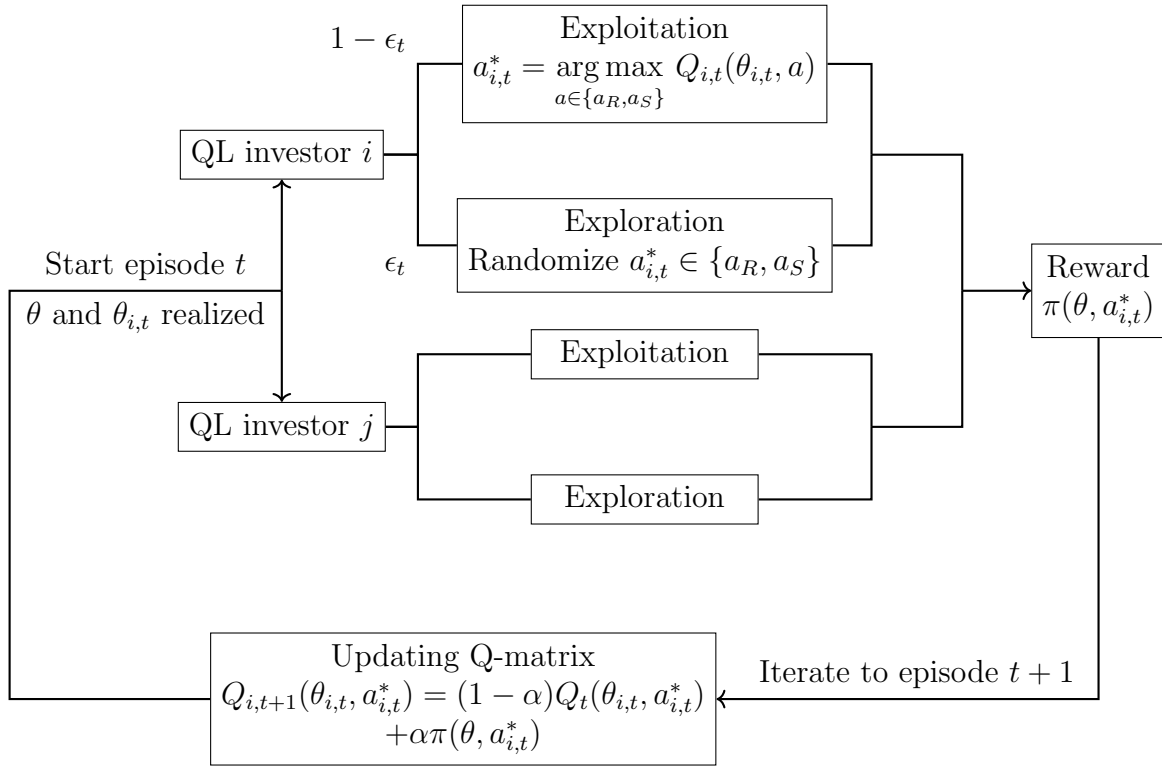 Exploitation
1 − ϵ_t
a*_{i,t} = arg max Q_{i,t}(θ_{i,t}, a)
a∈{a_R,a_S}
QL investor i
Exploration
Randomize a*_{i,t} ∈ {a_R, a_S}
ϵ_t
Start episode t
θ and θ_{i,t} realized
Reward
π(θ, a*_{i,t})
Exploitation
QL investor j
Exploration
Updating Q-matrix
Q_{i,t+1}(θ_{i,t}, a*_{i,t}) = (1 − α)Q_t(θ_{i,t}, a*_{i,t})
+απ(θ, a*_{i,t})
Iterate to episode t + 1